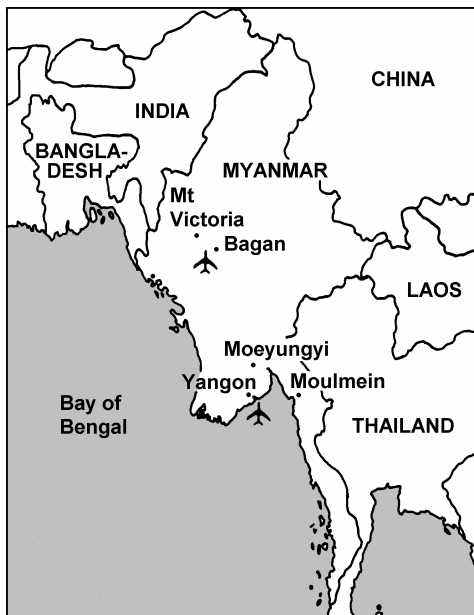 CHINA
INDIA
BANGLA-
DESH
MYANMAR
Mt
Victoria
Bagan
LAOS
Moeyungyi
Yangon
Moulmein
Bay of
Bengal
THAILAND